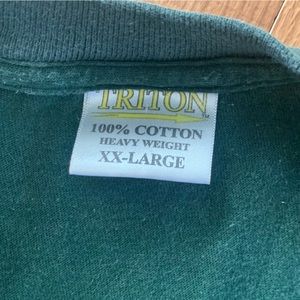 TRITON
100% COTTON
HEAVY WEIGHT
XX-LARGE